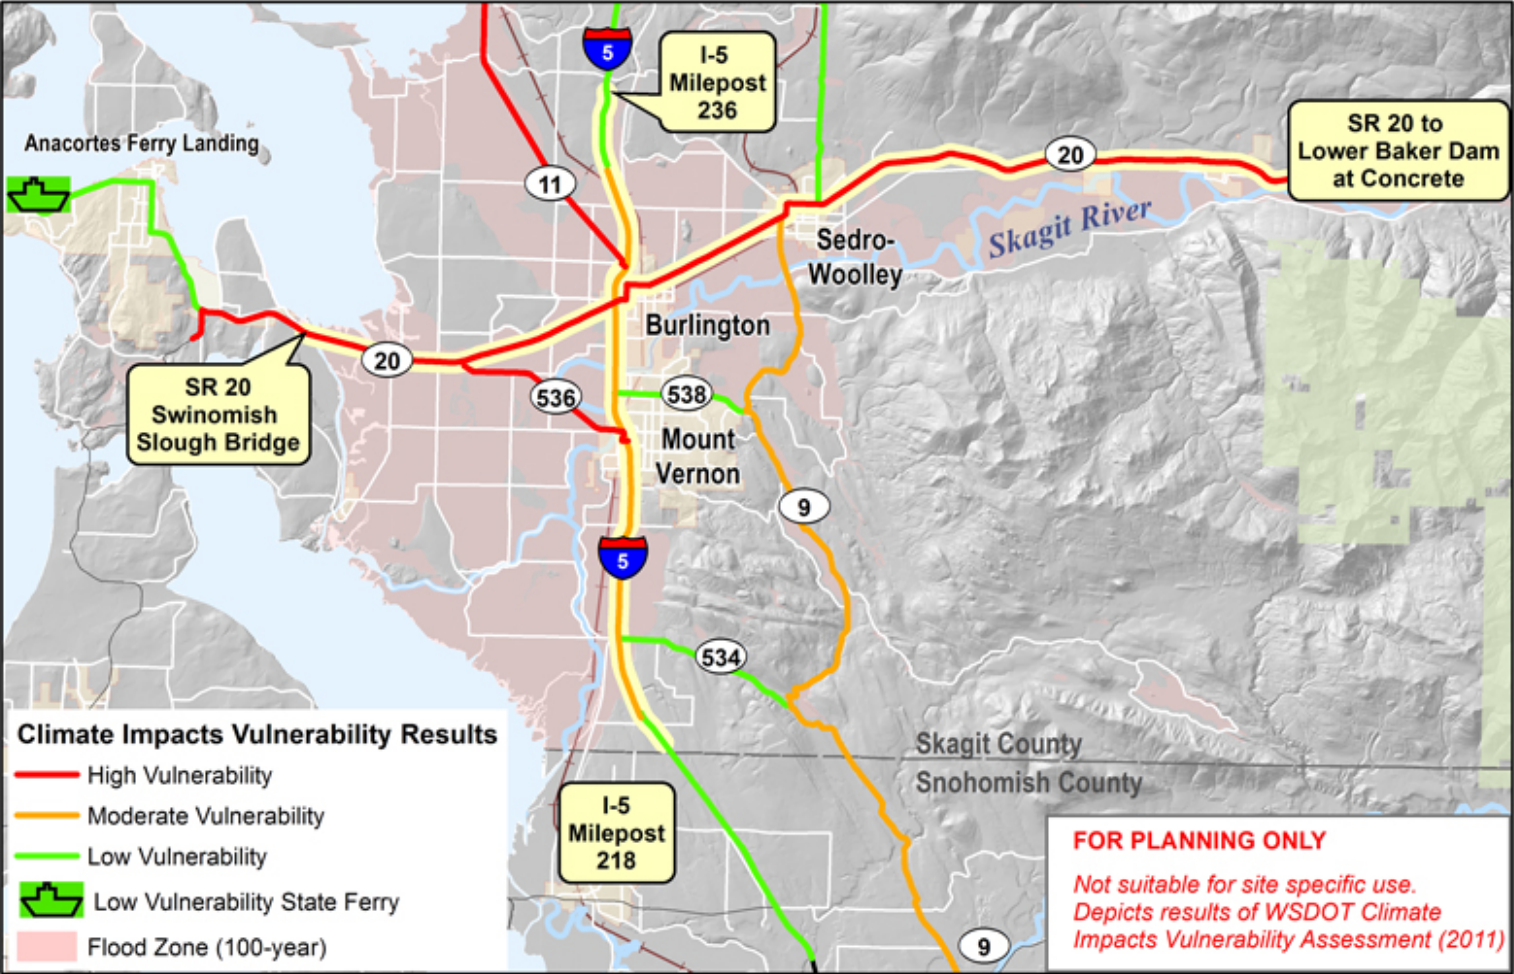 5
I-5
Milepost
236
Anacortes Ferry Landing
11
20
SR 20 to
Lower Baker Dam
at Concrete
Skagit River
Sedro-
Woolley
Burlington
20
SR 20
Swinomish
Slough Bridge
536
538
Mount
Vernon
9
5
534
Skagit County
Snohomish County
I-5
Milepost
218
9
Climate Impacts Vulnerability Results
High Vulnerability
Moderate Vulnerability
Low Vulnerability
Low Vulnerability State Ferry
Flood Zone (100-year)
FOR PLANNING ONLY
Not suitable for site specific use.
Depicts results of WSDOT Climate
Impacts Vulnerability Assessment (2011)